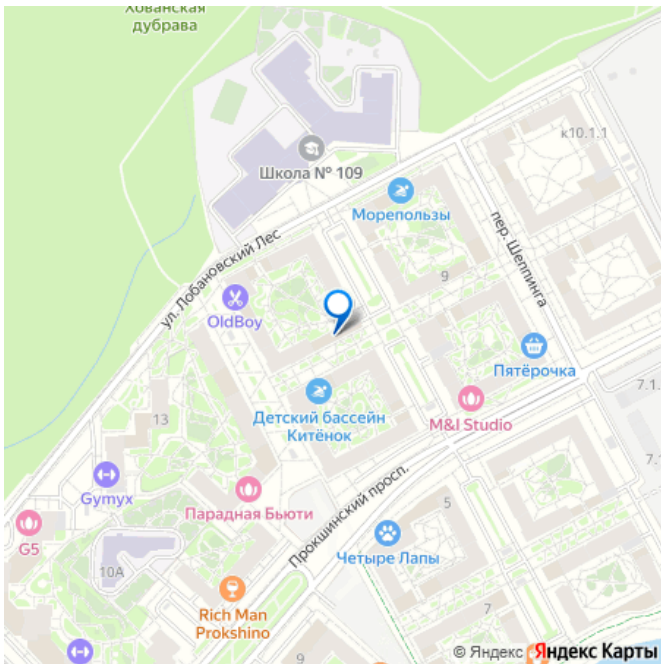 Хованская
дубрава
к10.1.1
Школа № 109
Морепользы
пер. Шеппинга
ул. Лобановский Лес
9
OldBoy
Пятёрочка
7.1.
Детский бассейн
Китёнок
M&I Studio
13
Прокшинский просп.
7.1
Gymyx
Парадная Бьюти
5
G5
Четыре Лапы
10А
Rich Man
Prokshino
7
9
© Яндекс Яндекс Карты